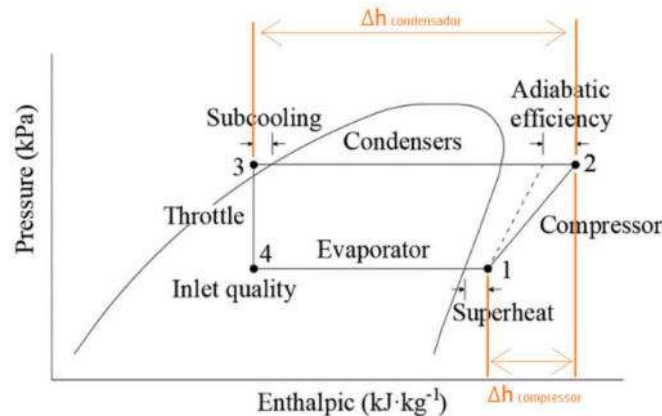 Δh condensador
Adiabatic
efficiency
Subcooling
Condensers
3
2
Throttle
Compressor
Pressure (kPa)
Evaporator
4
1
Inlet quality
Superheat
Enthalpic (kJ·kg⁻¹)
Δh compressor